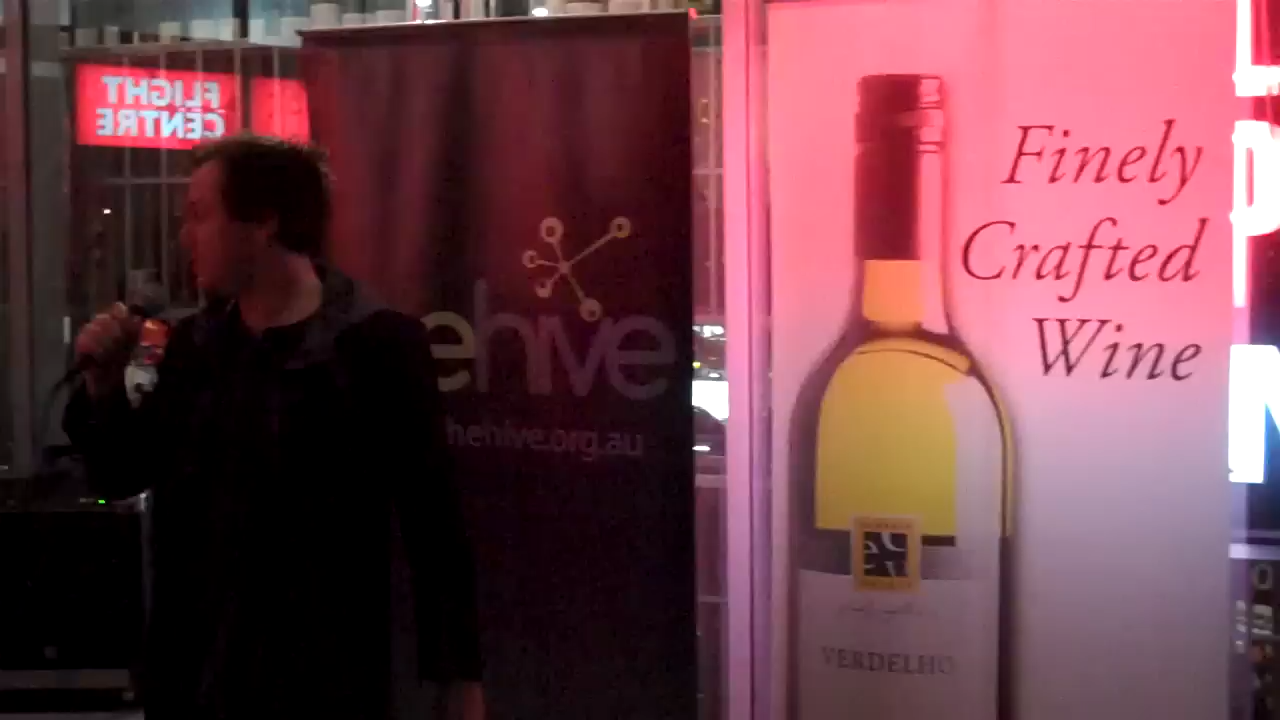 FLIGHT
CENTRE
ehive
hehive.org.au
Finely
Crafted
Wine
VERDELHO